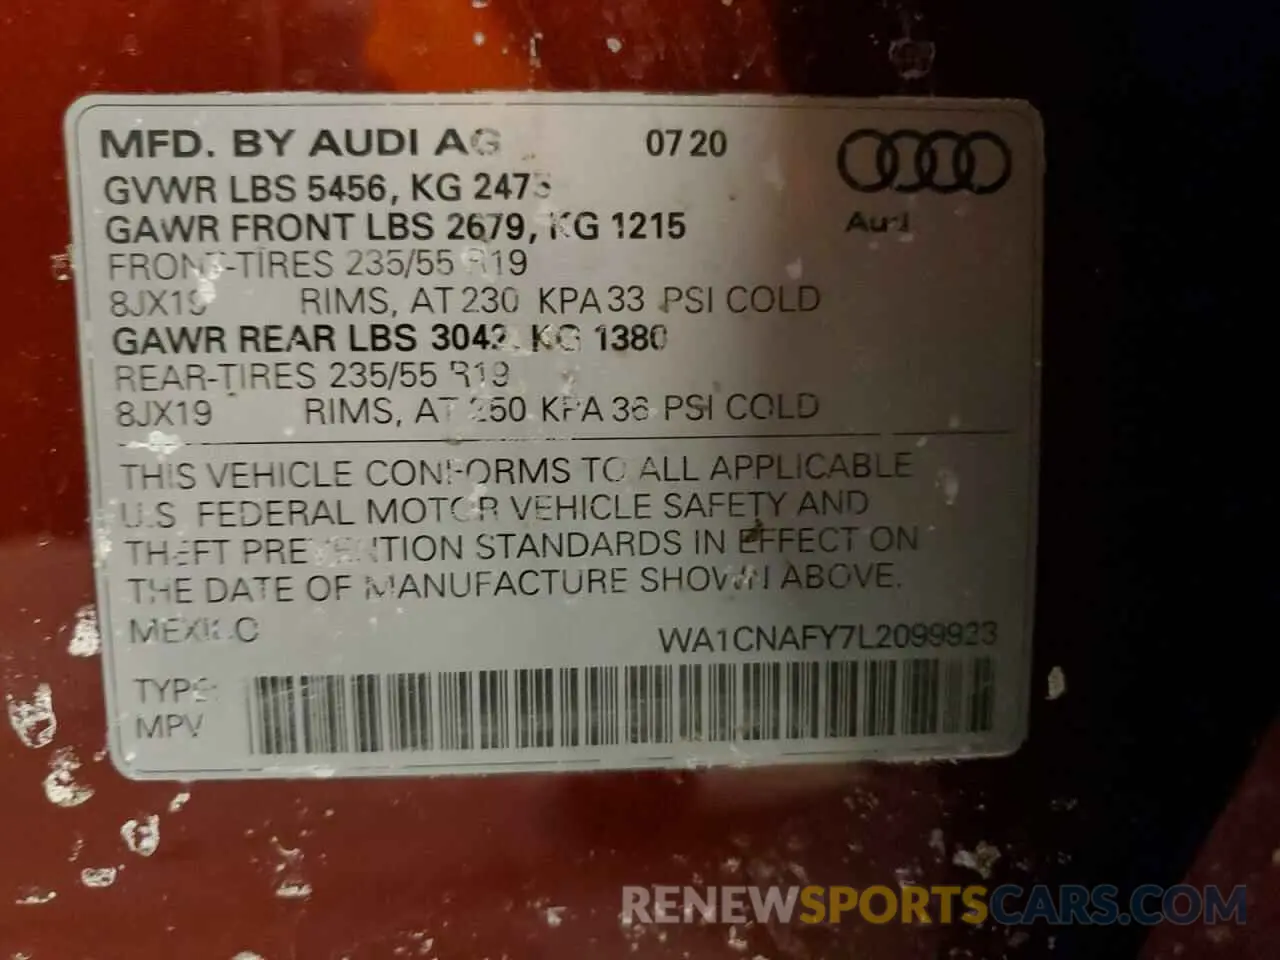 MFD. BY AUDI AG 07 20
GVWR LBS 5456, KG 2475
GAWR FRONT LBS 2679, KG 1215
Audi
FRONT-TIRES 235/55 R19
8JX19 RIMS, AT 230 KPA 33 PSI COLD
GAWR REAR LBS 3042, KG 1380
REAR-TIRES 235/55 R19
8JX19 RIMS, AT 250 KPA 36 PSI COLD
THIS VEHICLE CONFORMS TO ALL APPLICABLE
U.S. FEDERAL MOTOR VEHICLE SAFETY AND
THEFT PREVENTION STANDARDS IN EFFECT ON
THE DATE OF MANUFACTURE SHOWN ABOVE.
MEXICO WA1CNAFY7L2099923
TYPE:
MPV
RENEWSPORTSCARS.COM